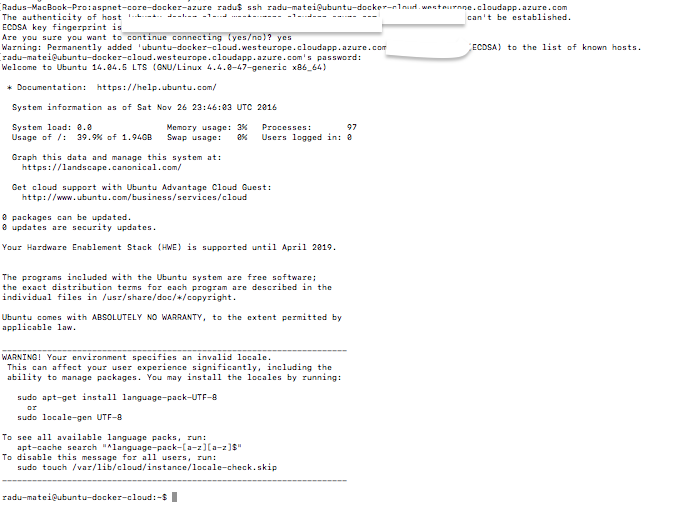 Radus-MacBook-Pro:aspnet-core-docker-azure radu$ ssh radu-matei@ubuntu-docker-cloud.westeurope.cloudapp.azure.com
The authenticity of host can't be established.
ECDSA key fingerprint is
Are you sure you want to continue connecting (yes/no)? yes
Warning: Permanently added 'ubuntu-docker-cloud.westeurope.cloudapp.azure.com ECDSA) to the list of known hosts.
radu-matei@ubuntu-docker-cloud.westeurope.cloudapp.azure.com's password:
Welcome to Ubuntu 14.04.5 LTS (GNU/Linux 4.4.0-47-generic x86_64)
* Documentation: https://help.ubuntu.com/
System information as of Sat Nov 26 23:46:03 UTC 2016
System load: 0.0 Memory usage: 3% Processes: 97
Usage of /: 39.9% of 1.94GB Swap usage: 0% Users logged in: 0
Graph this data and manage this system at:
https://landscape.canonical.com/
Get cloud support with Ubuntu Advantage Cloud Guest:
http://www.ubuntu.com/business/services/cloud
0 packages can be updated.
0 updates are security updates.
Your Hardware Enablement Stack (HWE) is supported until April 2019.
The programs included with the Ubuntu system are free software;
the exact distribution terms for each program are described in the
individual files in /usr/share/doc/*/copyright.
Ubuntu comes with ABSOLUTELY NO WARRANTY, to the extent permitted by
applicable law.
WARNING! Your environment specifies an invalid locale.
This can affect your user experience significantly, including the
ability to manage packages. You may install the locales by running:
sudo apt-get install language-pack-UTF-8
or
sudo locale-gen UTF-8
To see all available language packs, run:
apt-cache search "^language-pack-[a-z][a-z]$"
To disable this message for all users, run:
sudo touch /var/lib/cloud/instance/locale-check.skip
radu-matei@ubuntu-docker-cloud:~$